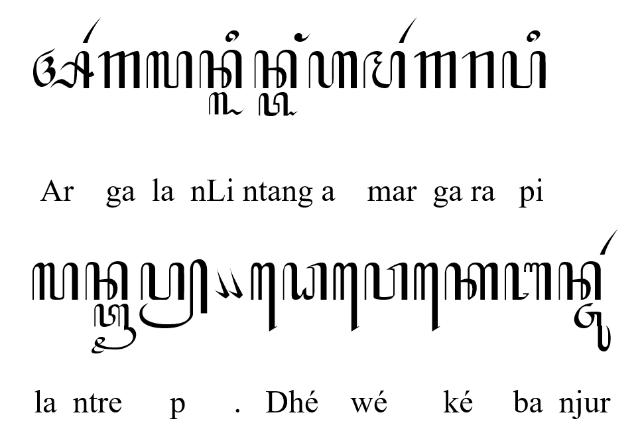 ꦄꦂꦒꦭꦤ꧀ꦭꦶꦤ꧀ꦠꦁꦲꦩꦂꦒꦫꦥꦶ
Ar ga la nLi ntang a mar ga ra pi
ꦭꦤ꧀ꦠꦽꦥ꧀꧉ꦝꦺꦮꦺꦏꦺꦧꦤ꧀ꦗꦸꦂ
la ntre p . Dhé wé ké ba njur